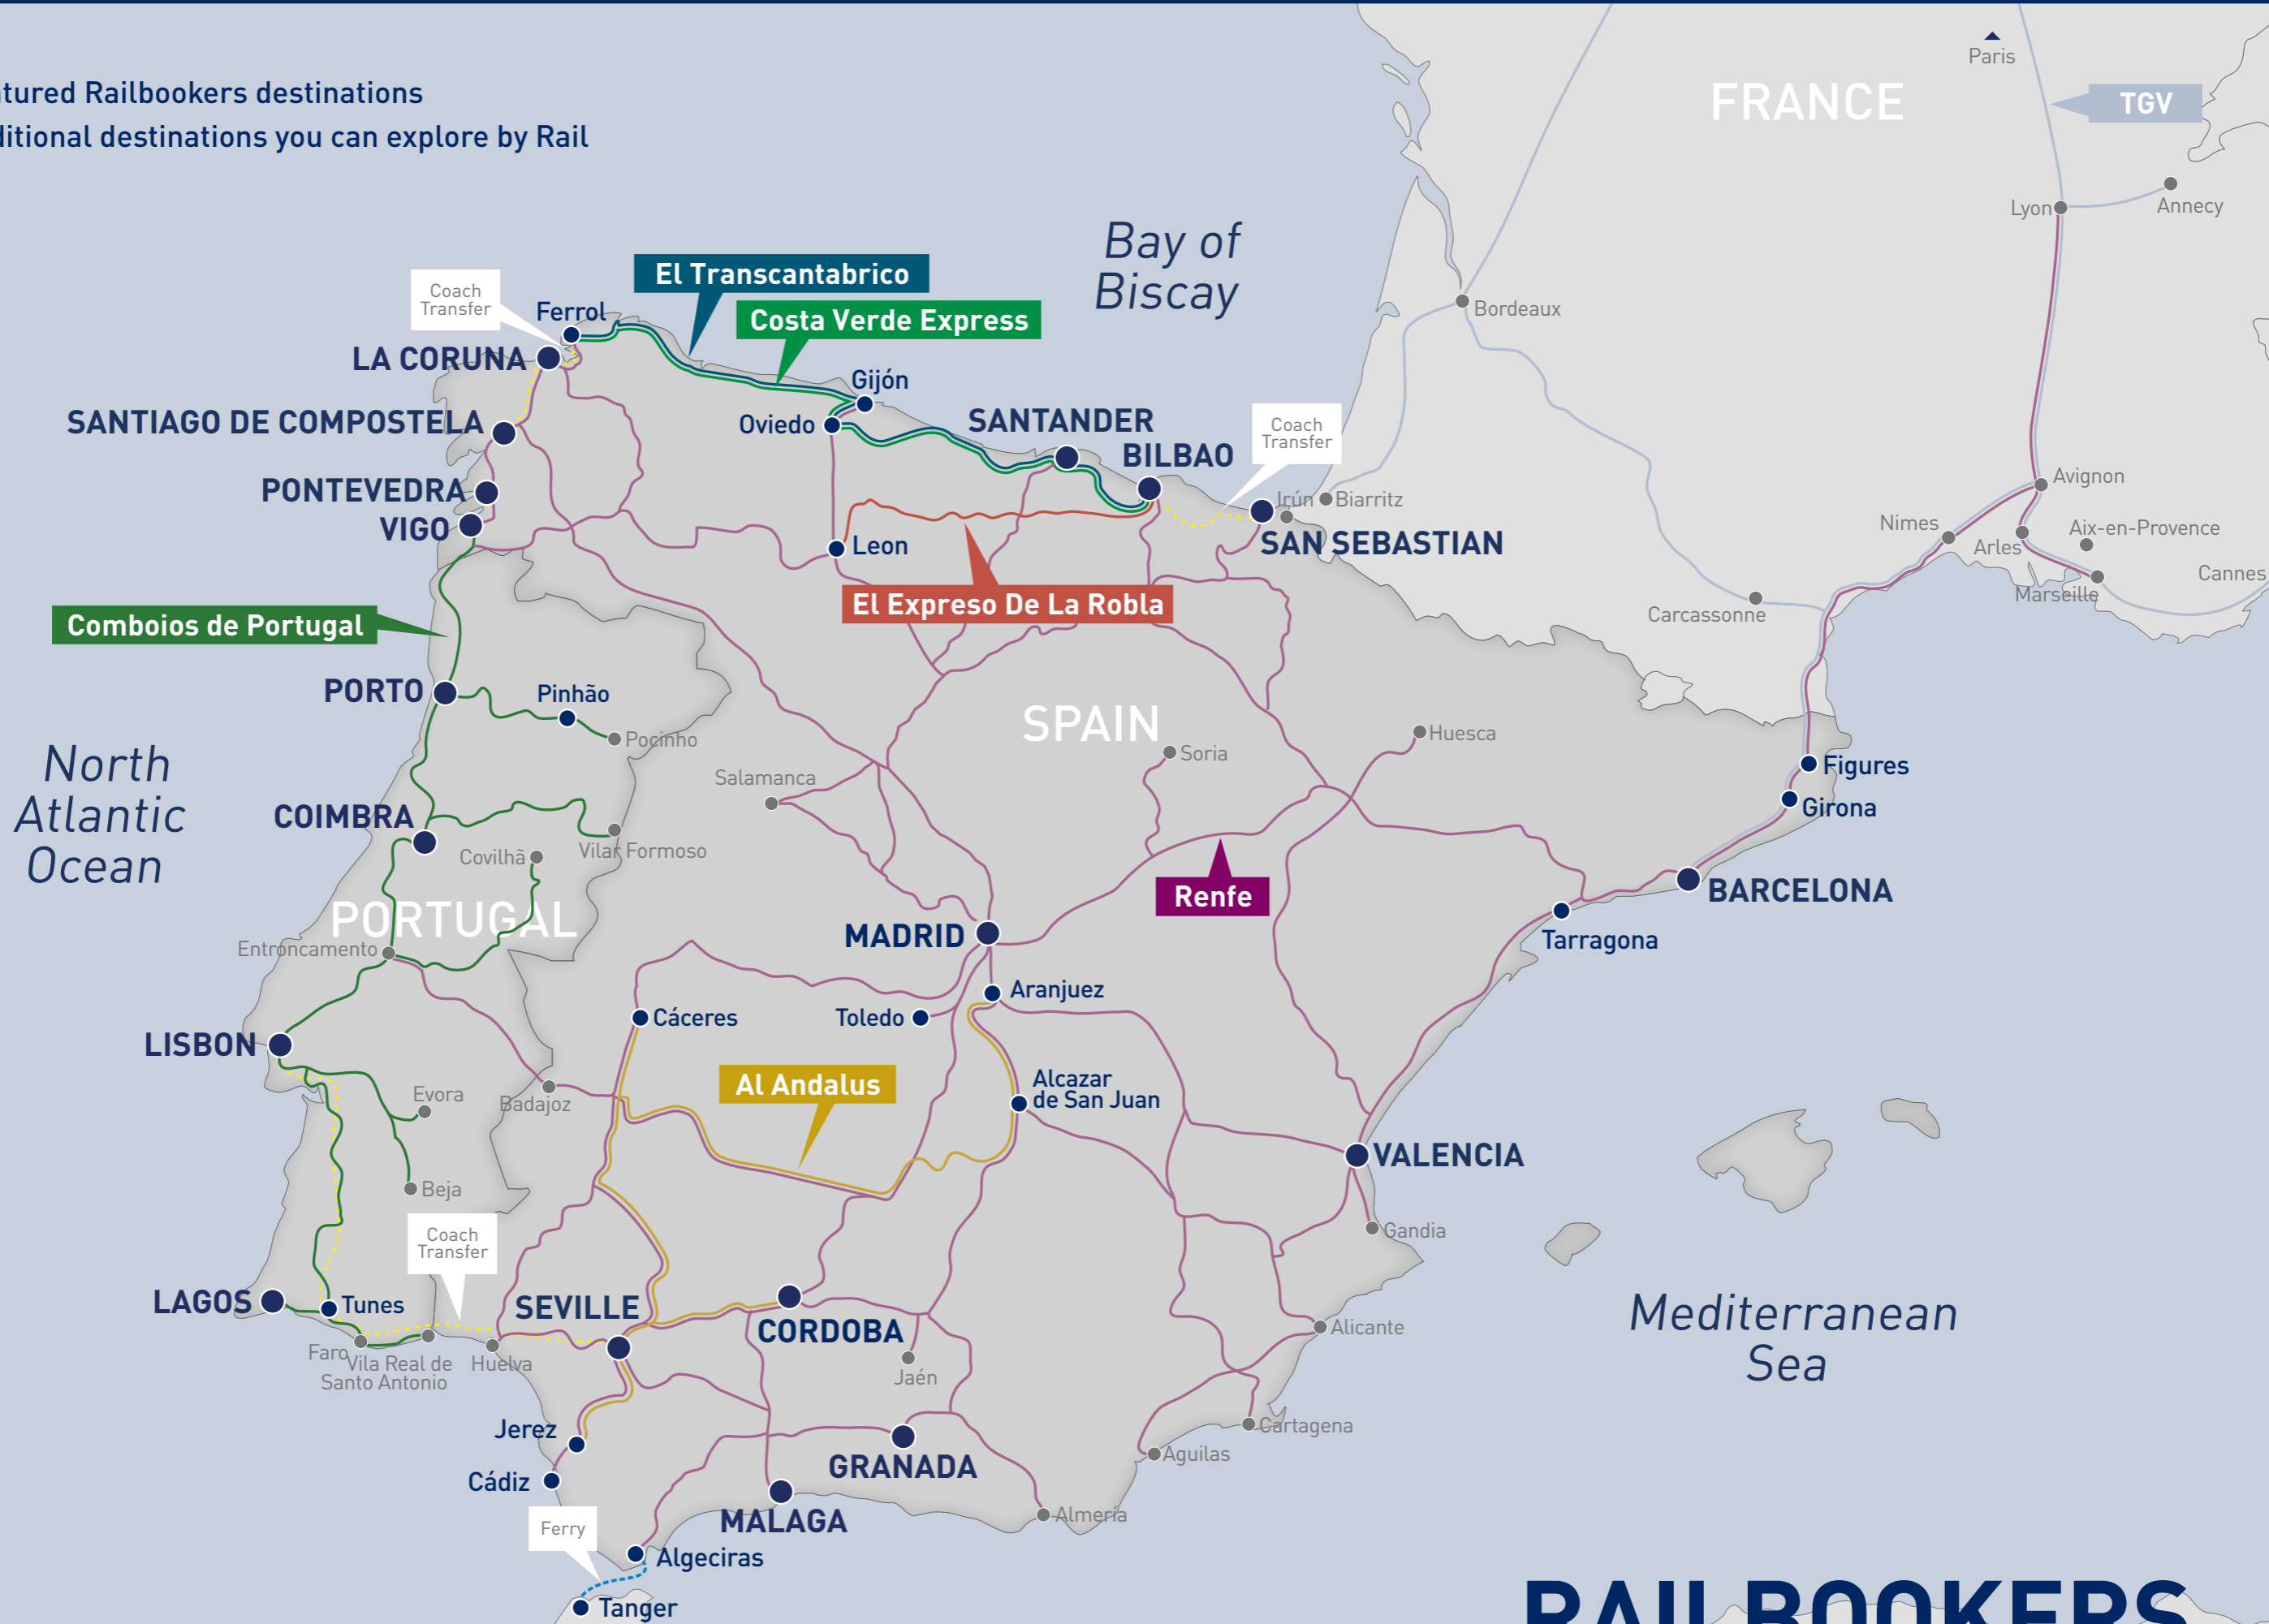 Paris
FRANCE
TGV
tured Railbookers destinations
ditional destinations you can explore by Rail
Lyon
Annecy
Bay of
Biscay
El Transcantabrico
Coach
Transfer
Ferrol
Costa Verde Express
Bordeaux
LA CORUNA
Gijón
SANTIAGO DE COMPOSTELA
Oviedo
SANTANDER
Coach
Transfer
BILBAO
Avignon
PONTEVEDRA
Irún
Biarritz
VIGO
Nimes
Aix-en-Provence
Leon
SAN SEBASTIAN
Arles
Cannes
Marseille
El Expreso De La Robla
Carcassonne
Comboios de Portugal
PORTO
Pinhão
SPAIN
Pocinho
Soria
Huesca
North
Atlantic
Ocean
Salamanca
Figures
Girona
COIMBRA
Covilhã
Vilar Formoso
Renfe
BARCELONA
PORTUGAL
MADRID
Tarragona
Entroncamento
Aranjuez
Cáceres
Toledo
LISBON
Al Andalus
Alcazar
de San Juan
Evora
Badajoz
VALENCIA
Beja
Coach
Transfer
Gandia
LAGOS
Tunes
SEVILLE
Mediterranean
Sea
CORDOBA
Alicante
Faro
Vila Real de
Santo Antonio
Huelva
Jaén
Jerez
Cartagena
Aguilas
GRANADA
Cádiz
MALAGA
Almería
Ferry
Algeciras
Tanger
RAILBOOKERS